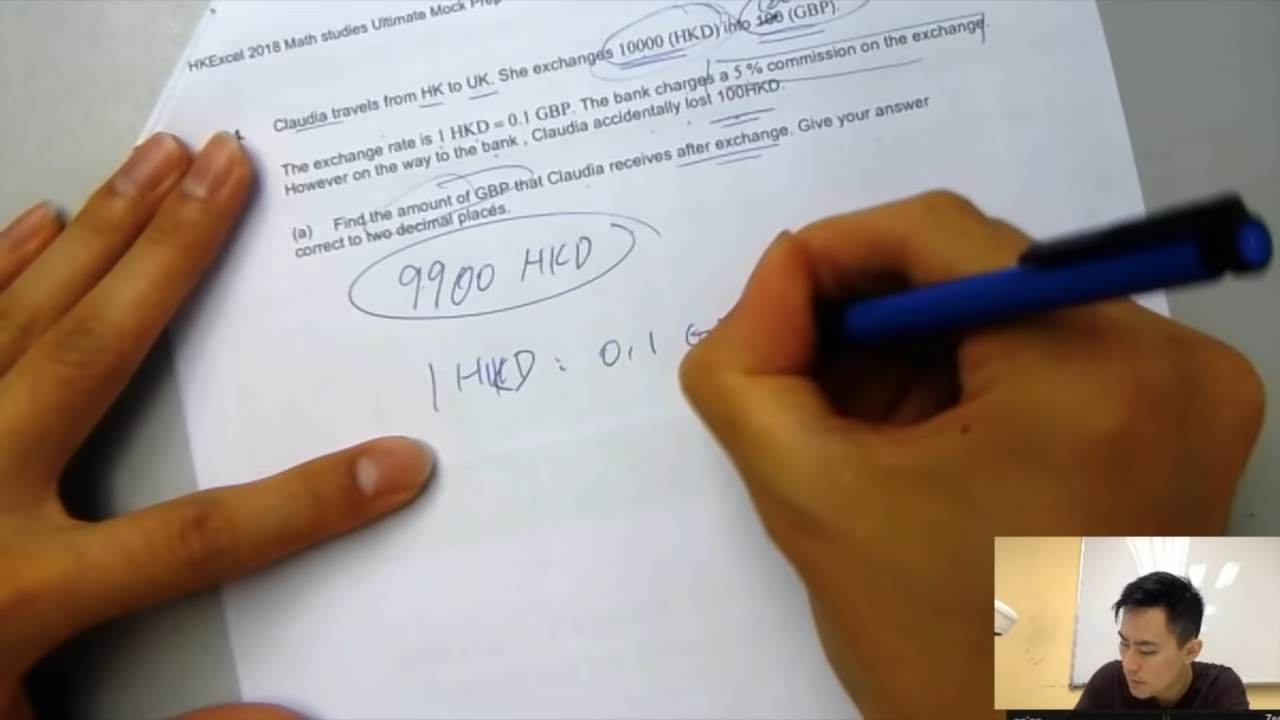 HKExcel 2018 Math studies Ultimate Mock Prep
Claudia travels from HK to UK. She exchanges 10000 (HKD) into 100 (GBP).
The exchange rate is 1 HKD = 0.1 GBP. The bank charges a 5 % commission on the exchange.
However on the way to the bank , Claudia accidentally lost 100HKD.
(a) Find the amount of GBP that Claudia receives after exchange. Give your answer
correct to two decimal places.
9900 HKD
1 HKD : 0.1 G